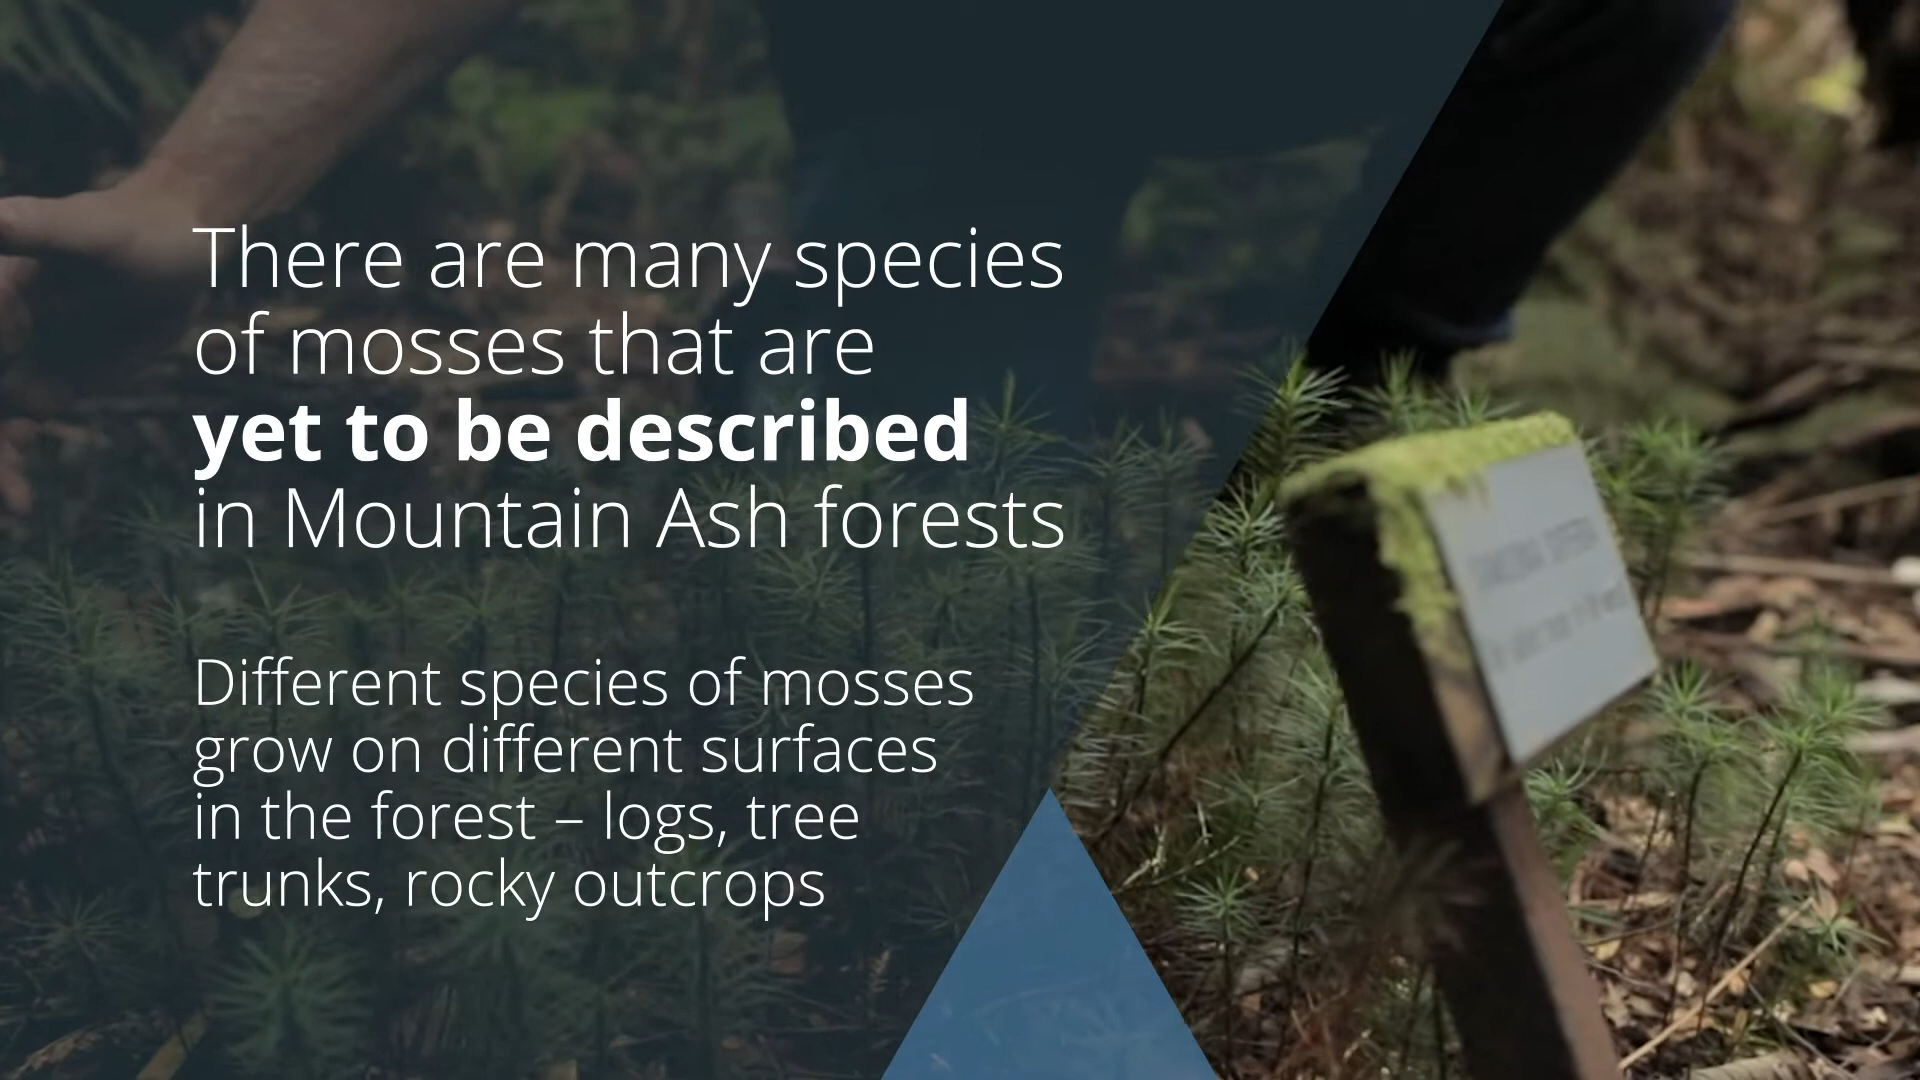 There are many species
of mosses that are
yet to be described
in Mountain Ash forests
Different species of mosses
grow on different surfaces
in the forest – logs, tree
trunks, rocky outcrops